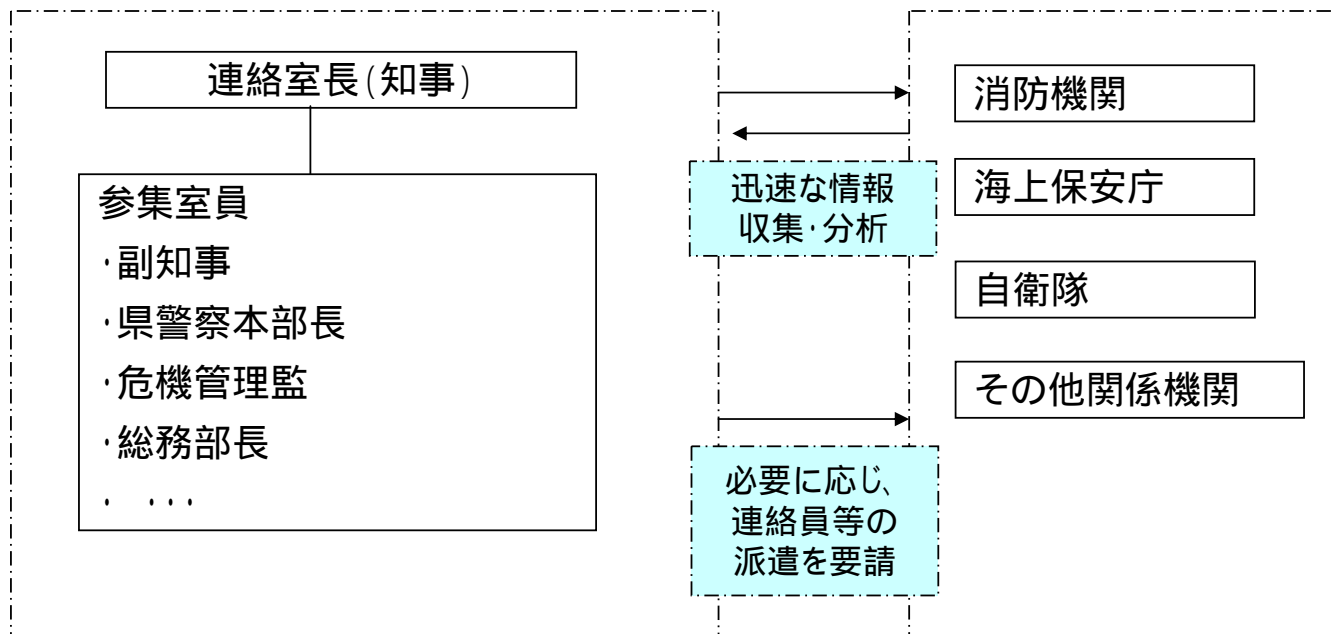 連絡室長(知事)
参集室員
・副知事
・県警察本部長
・危機管理監
・総務部長
・ ・・・
迅速な情報
収集・分析
必要に応じ、
連絡員等の
派遣を要請
消防機関
海上保安庁
自衛隊
その他関係機関